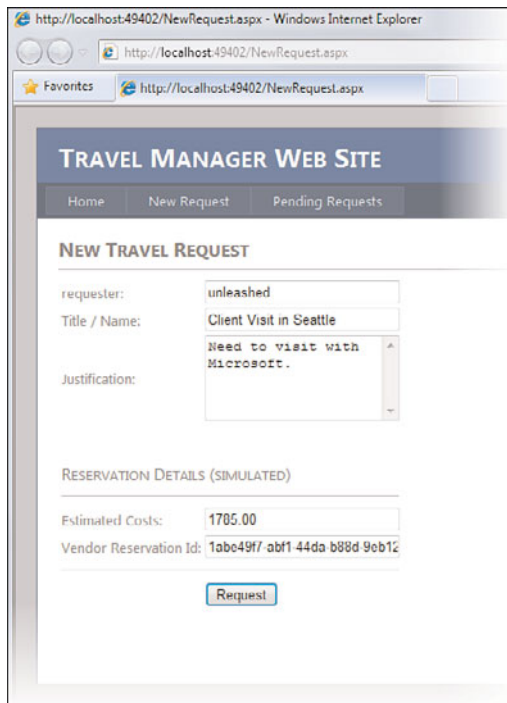 http://localhost:49402/NewRequest.aspx - Windows Internet Explorer
http://localhost:49402/NewRequest.aspx
Favorites http://localhost:49402/NewRequest.aspx
TRAVEL MANAGER WEB SITE
Home New Request Pending Requests
NEW TRAVEL REQUEST
requester: unleashed
Title / Name: Client Visit in Seattle
Justification: Need to visit with
Microsoft.
RESERVATION DETAILS (SIMULATED)
Estimated Costs: 1785.00
Vendor Reservation Id: 1abe49f7-abf1-44da-b88d-9eb12
Request